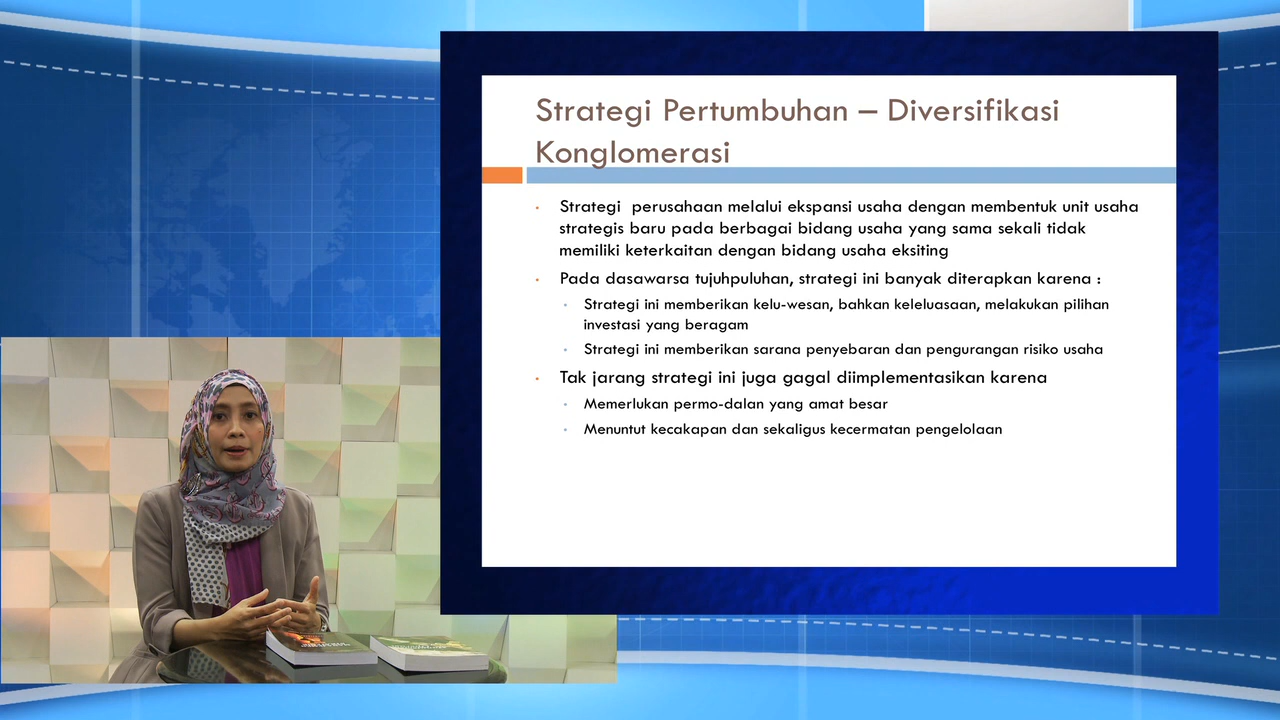 Strategi Pertumbuhan – Diversifikasi
Konglomerasi
• Strategi perusahaan melalui ekspansi usaha dengan membentuk unit usaha
strategis baru pada berbagai bidang usaha yang sama sekali tidak
memiliki keterkaitan dengan bidang usaha eksiting
• Pada dasawarsa tujuhpuluhan, strategi ini banyak diterapkan karena :
• Strategi ini memberikan kelu-wesan, bahkan keleluasaan, melakukan pilihan
investasi yang beragam
• Strategi ini memberikan sarana penyebaran dan pengurangan risiko usaha
• Tak jarang strategi ini juga gagal diimplementasikan karena
• Memerlukan permo-dalan yang amat besar
• Menuntut kecakapan dan sekaligus kecermatan pengelolaan